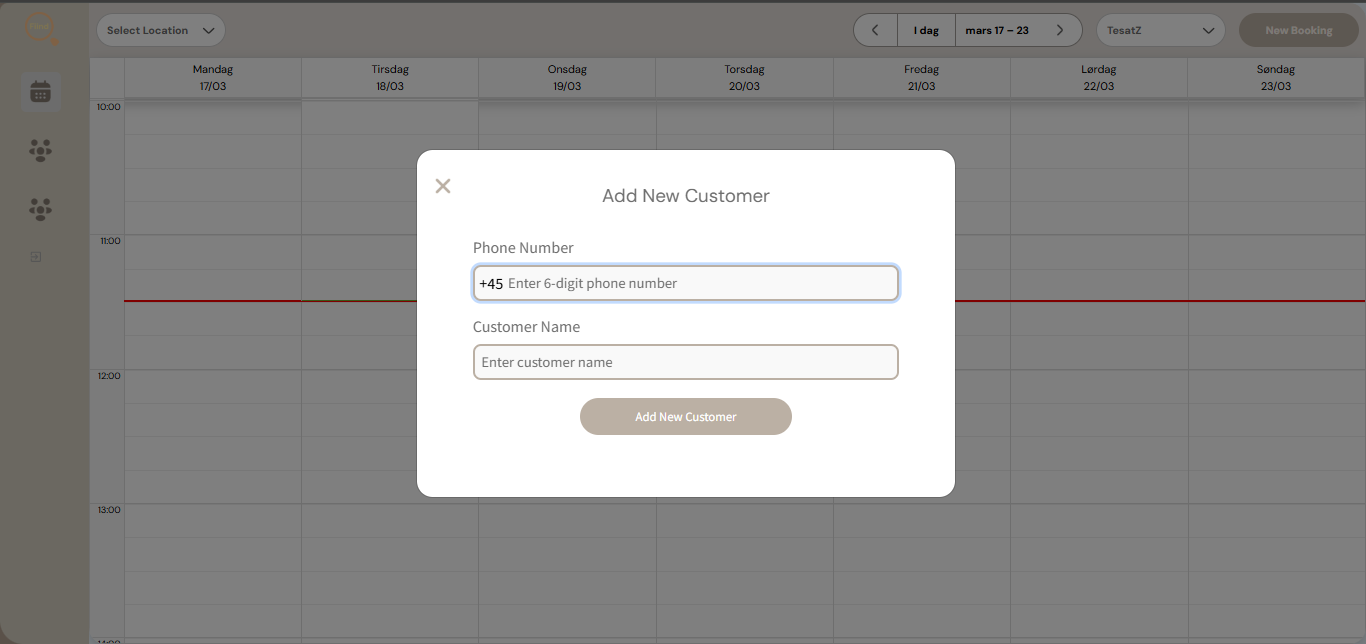 Select Location
I dag
mars 17 – 23
TesatZ
New Booking
Mandag
17/03
Tirsdag
18/03
Onsdag
19/03
Torsdag
20/03
Fredag
21/03
Lørdag
22/03
Søndag
23/03
10:00
11:00
12:00
13:00
14:00
Add New Customer
Phone Number
+45 Enter 6-digit phone number
Customer Name
Enter customer name
Add New Customer